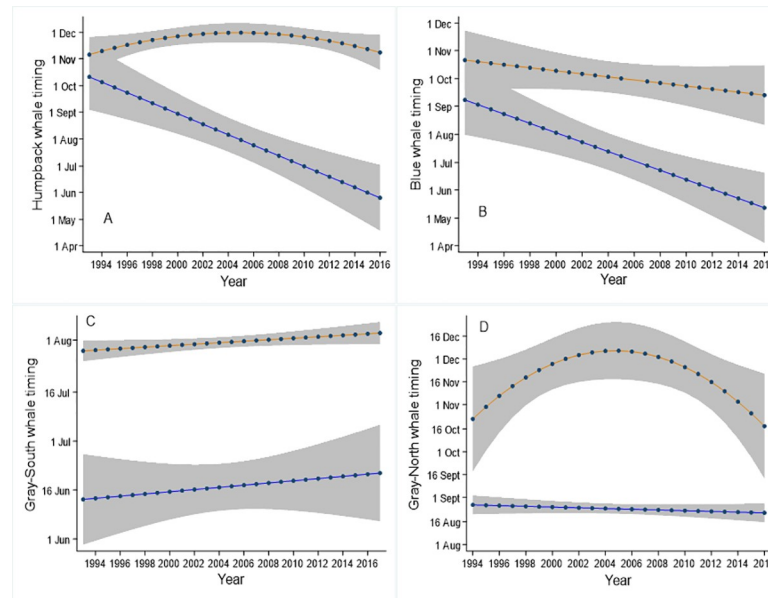 Humpback whale timing
1 Dec
1 Nov
1 Oct
1 Sept
1 Aug
1 Jul
1 Jun
1 May
1 Apr
A
1994 1996 1998 2000 2002 2004 2006 2008 2010 2012 2014 2016
Year
Blue whale timing
1 Dec
1 Nov
1 Oct
1 Sep
1 Aug
1 Jul
1 Jun
1 May
1 Apr
B
1994 1996 1998 2000 2002 2004 2006 2008 2010 2012 2014
Year
Gray-South whale timing
C
1 Aug
16 Jul
1 Jul
16 Jun
1 Jun
1994 1996 1998 2000 2002 2004 2006 2008 2010 2012 2014 2016
Year
Gray-North whale timing
D
16 Dec
1 Dec
16 Nov
1 Nov
16 Oct
1 Oct
16 Sept
1 Sept
16 Aug
1 Aug
1994 1996 1998 2000 2002 2004 2006 2008 2010 2012 2014
Year